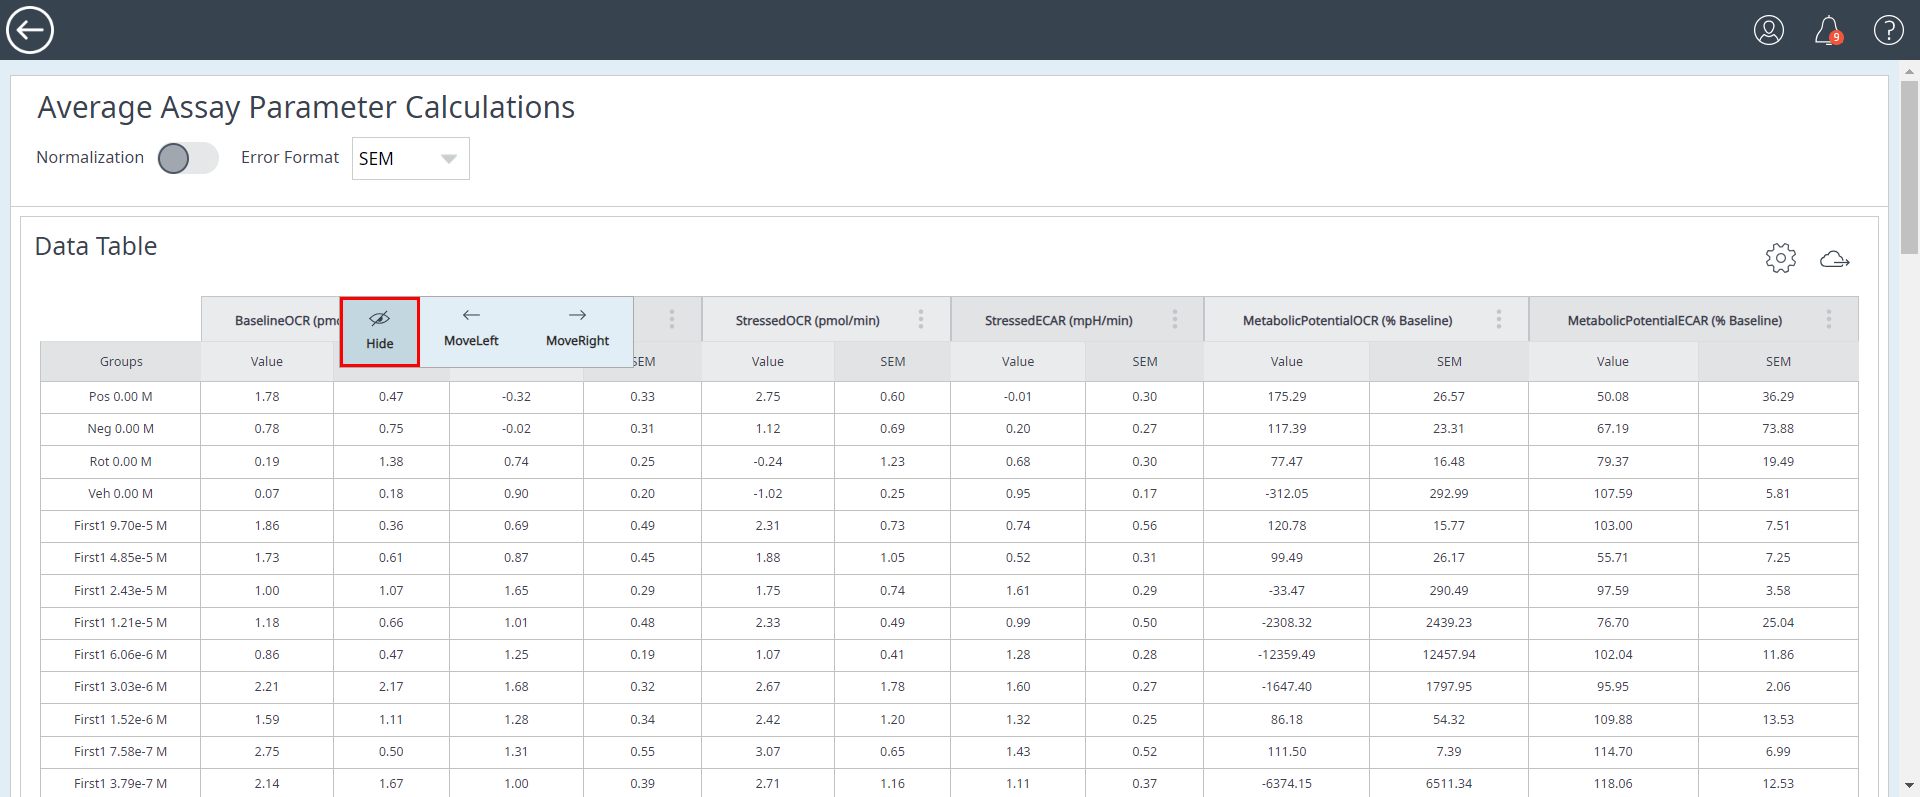 9
?
Average Assay Parameter Calculations
Normalization Error Format SEM
Data Table
BaselineOCR (pmo Hide MoveLeft MoveRight StressedOCR (pmol/min) StressedECAR (mpH/min) MetabolicPotentialOCR (% Baseline) MetabolicPotentialECAR (% Baseline)
Groups Value SEM Value SEM Value SEM Value SEM Value SEM
Pos 0.00 M 1.78 0.47 -0.32 0.33 2.75 0.60 -0.01 0.30 175.29 26.57 50.08 36.29
Neg 0.00 M 0.78 0.75 -0.02 0.31 1.12 0.69 0.20 0.27 117.39 23.31 67.19 73.88
Rot 0.00 M 0.19 1.38 0.74 0.25 -0.24 1.23 0.68 0.30 77.47 16.48 79.37 19.49
Veh 0.00 M 0.07 0.18 0.90 0.20 -1.02 0.25 0.95 0.17 -312.05 292.99 107.59 5.81
First1 9.70e-5 M 1.86 0.36 0.69 0.49 2.31 0.73 0.74 0.56 120.78 15.77 103.00 7.51
First1 4.85e-5 M 1.73 0.61 0.87 0.45 1.88 1.05 0.52 0.31 99.49 26.17 55.71 7.25
First1 2.43e-5 M 1.00 1.07 1.65 0.29 1.75 0.74 1.61 0.29 -33.47 290.49 97.59 3.58
First1 1.21e-5 M 1.18 0.66 1.01 0.48 2.33 0.49 0.99 0.50 -2308.32 2439.23 76.70 25.04
First1 6.06e-6 M 0.86 0.47 1.25 0.19 1.07 0.41 1.28 0.28 -12359.49 12457.94 102.04 11.86
First1 3.03e-6 M 2.21 2.17 1.68 0.32 2.67 1.78 1.60 0.27 -1647.40 1797.95 95.95 2.06
First1 1.52e-6 M 1.59 1.11 1.28 0.34 2.42 1.20 1.32 0.25 86.18 54.32 109.88 13.53
First1 7.58e-7 M 2.75 0.50 1.31 0.55 3.07 0.65 1.43 0.52 111.50 7.39 114.70 6.99
First1 3.79e-7 M 2.14 1.67 1.00 0.39 2.71 1.16 1.11 0.37 -6374.15 6511.34 118.06 12.53